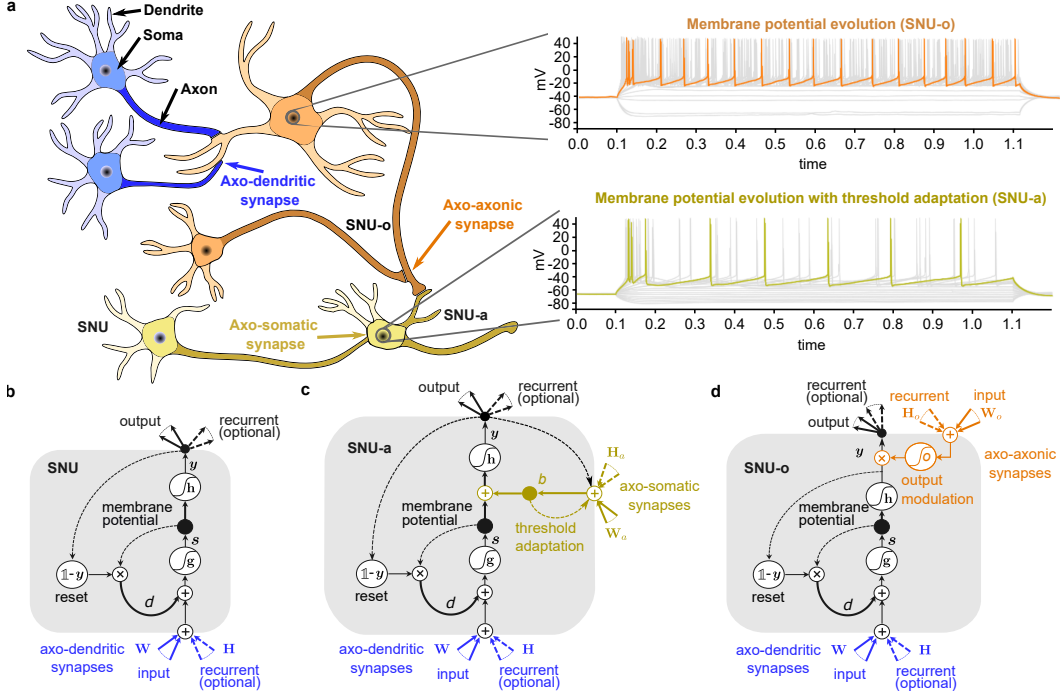 a
Dendrite
Soma
Axon
Axo-dendritic
synapse
SNU-o
Axo-axonic
synapse
SNU
Axo-somatic
synapse
SNU-a
Membrane potential evolution (SNU-o)
mV
40
20
0
-20
-40
-60
-80
0.0 0.1 0.2 0.3 0.4 0.5 0.6 0.7 0.8 0.9 1.0 1.1
time
Membrane potential evolution with threshold adaptation (SNU-a)
mV
40
20
0
-20
-40
-60
-80
0.0 0.1 0.2 0.3 0.4 0.5 0.6 0.7 0.8 0.9 1.0 1.1
time
b
output
recurrent
(optional)
SNU
y
h
membrane
potential
s
g
𝟙-y
reset
×
d
+
+
axo-dendritic
synapses
W
input
H
recurrent
(optional)
c
output
recurrent
(optional)
SNU-a
y
h
H_a
+
b
+
axo-somatic
synapses
W_a
threshold
adaptation
membrane
potential
s
g
𝟙-y
reset
×
d
+
+
axo-dendritic
synapses
W
input
H
recurrent
(optional)
d
recurrent
(optional)
output
recurrent
H_o
input
W_o
+
SNU-o
y
×
o
axo-axonic
synapses
output
modulation
h
membrane
potential
s
g
𝟙-y
reset
×
d
+
+
axo-dendritic
synapses
W
input
H
recurrent
(optional)